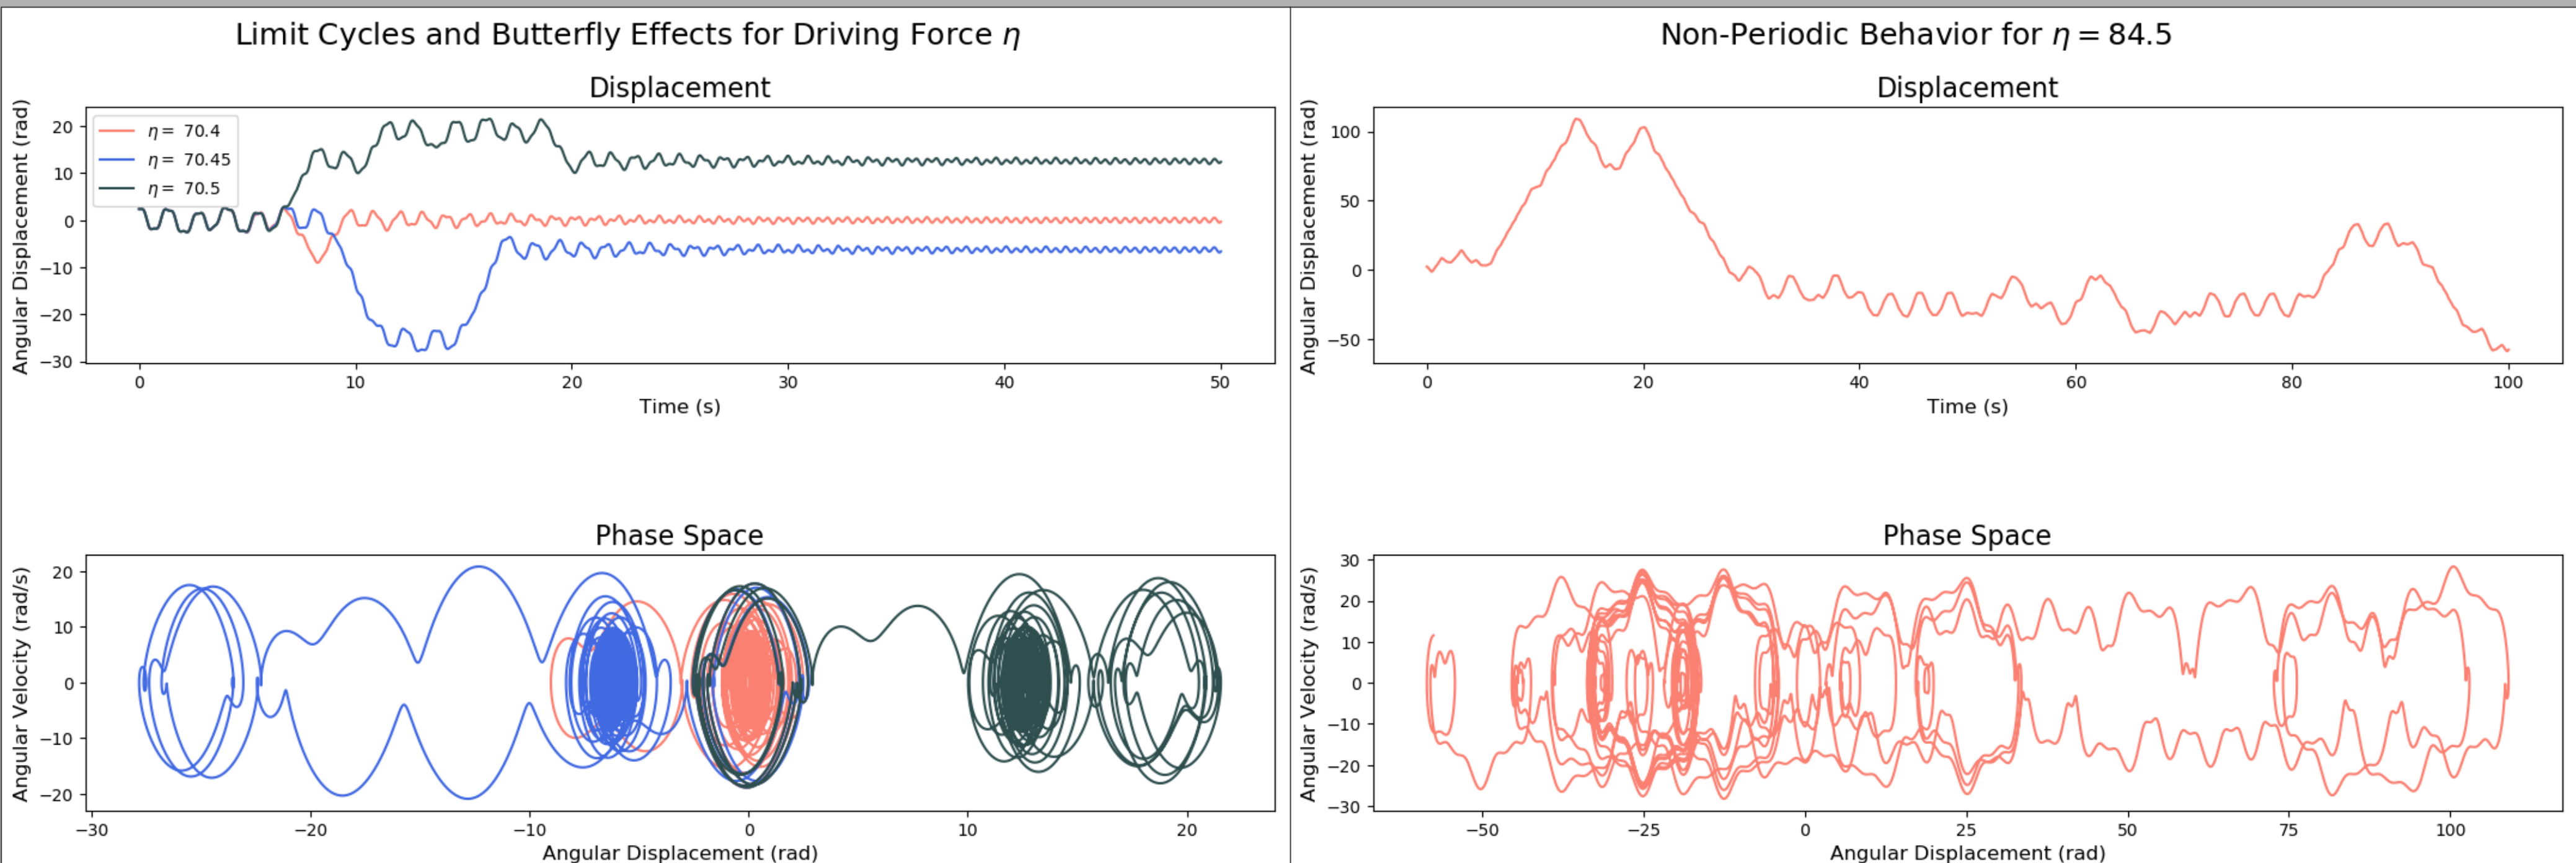 Limit Cycles and Butterfly Effects for Driving Force η
Displacement
Angular Displacement (rad)
20
10
0
−10
−20
−30
η = 70.4
η = 70.45
η = 70.5
0 10 20 30 40 50
Time (s)
Phase Space
Angular Velocity (rad/s)
20
10
0
−10
−20
−30 −20 −10 0 10 20
Angular Displacement (rad)
Non-Periodic Behavior for η = 84.5
Displacement
Angular Displacement (rad)
100
50
0
−50
0 20 40 60 80 100
Time (s)
Phase Space
Angular Velocity (rad/s)
30
20
10
0
−10
−20
−30
−50 −25 0 25 50 75 100
Angular Displacement (rad)